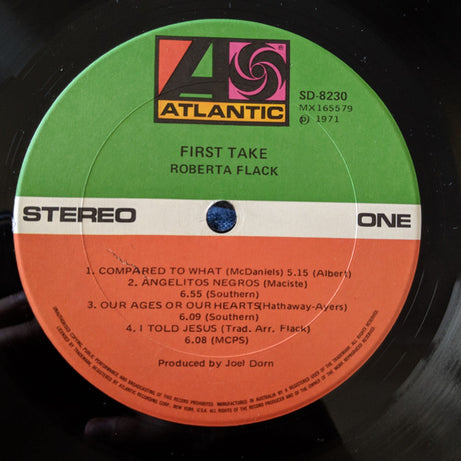 A
®
ATLANTIC
SD-8230
MX165579
℗ 1971
FIRST TAKE
ROBERTA FLACK
STEREO ONE
1. COMPARED TO WHAT (McDaniels) 5.15 (Albert)
2. ANGELITOS NEGROS (Maciste)
6.55 (Southern)
3. OUR AGES OR OUR HEARTS(Hathaway-Ayers)
6.09 (Southern)
4. I TOLD JESUS (Trad. Arr. Flack)
6.08 (MCPS)
Produced by Joel Dorn